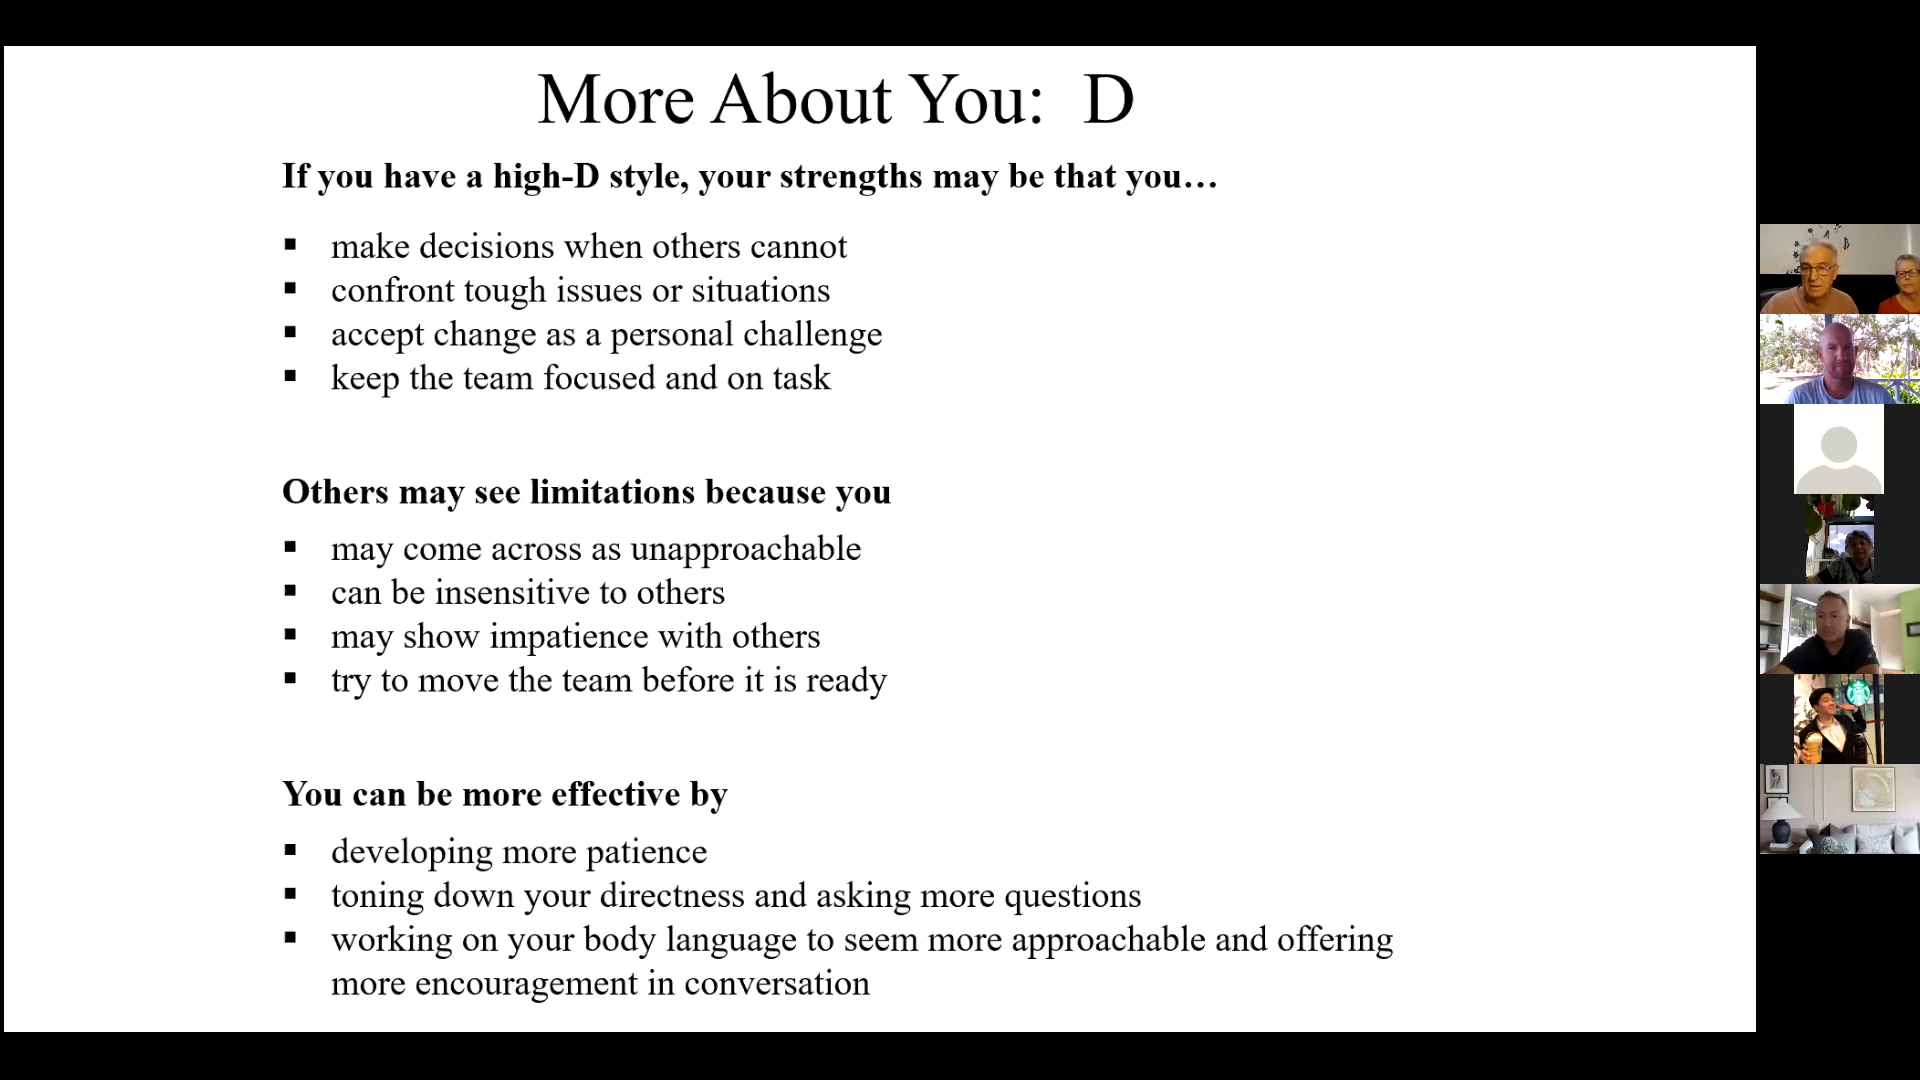 More About You:  D
If you have a high-D style, your strengths may be that you…
▪ make decisions when others cannot
▪ confront tough issues or situations
▪ accept change as a personal challenge
▪ keep the team focused and on task
Others may see limitations because you
▪ may come across as unapproachable
▪ can be insensitive to others
▪ may show impatience with others
▪ try to move the team before it is ready
You can be more effective by
▪ developing more patience
▪ toning down your directness and asking more questions
▪ working on your body language to seem more approachable and offering
more encouragement in conversation